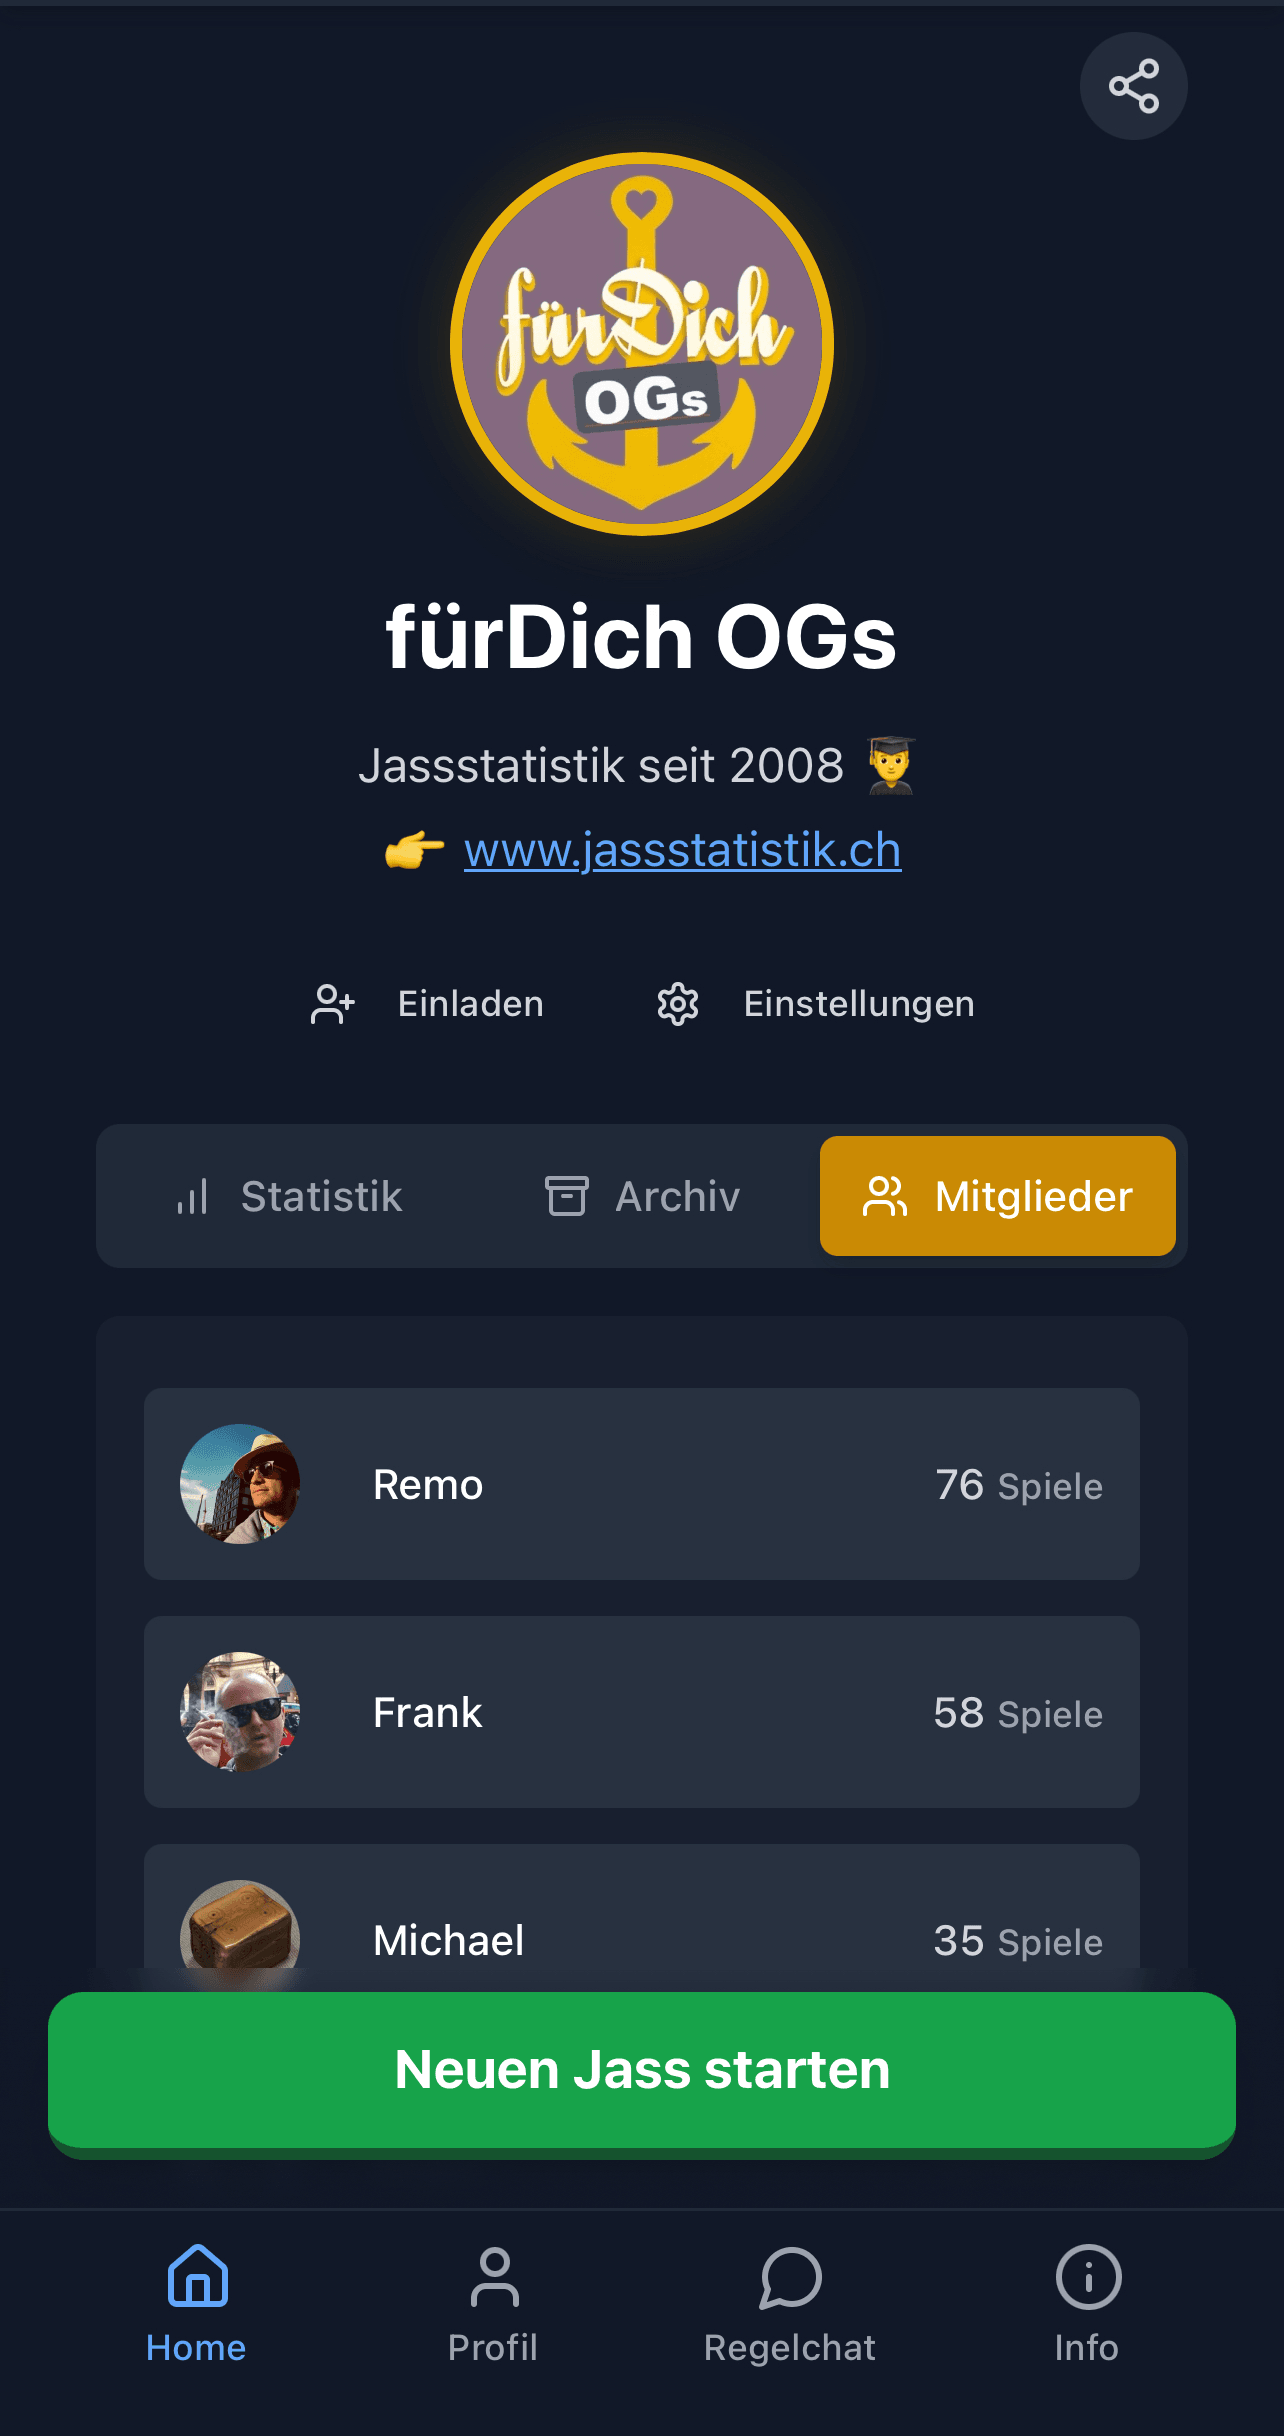 fürDich
OGs
fürDich OGs
Jassstatistik seit 2008 👨‍🎓
👉 www.jassstatistik.ch
Einladen Einstellungen
Statistik Archiv Mitglieder
Remo 76 Spiele
Frank 58 Spiele
Michael 35 Spiele
Neuen Jass starten
Home Profil Regelchat Info